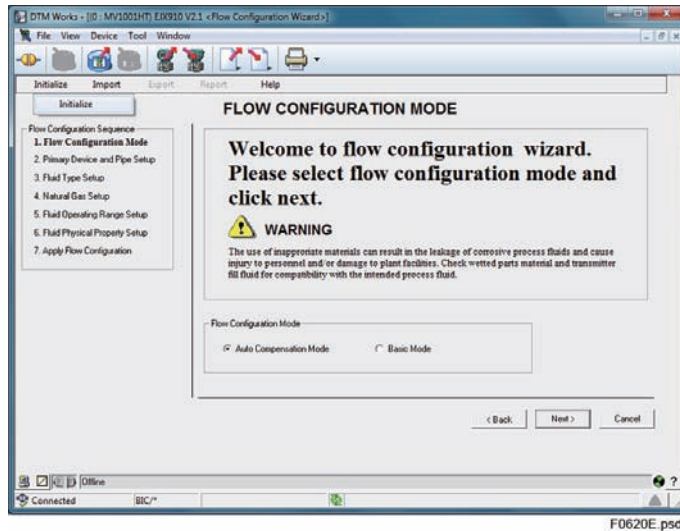 DTM Works - [(0 : MV1001HT) EJX910 V2.1 <Flow Configuration Wizard>]
File View Device Tool Window
Initialize Import Export Report Help
Initialize
Flow Configuration Sequence
1. Flow Configuration Mode
2. Primary Device and Pipe Setup
3. Fluid Type Setup
4. Natural Gas Setup
5. Fluid Operating Range Setup
6. Fluid Physical Property Setup
7. Apply Flow Configuration
FLOW CONFIGURATION MODE
Welcome to flow configuration wizard.
Please select flow configuration mode and
click next.
WARNING
The use of inapproriate materials can result in the leakage of corrosive process fluids and cause
injury to personnel and/or damage to plant facilities. Check wetted parts material and transmitter
fill fluid for compatibility with the intended process fluid.
Flow Configuration Mode
Auto Compensation Mode Basic Mode
< Back Next > Cancel
Offline ?
Connected BIC/*
F0620E.psd